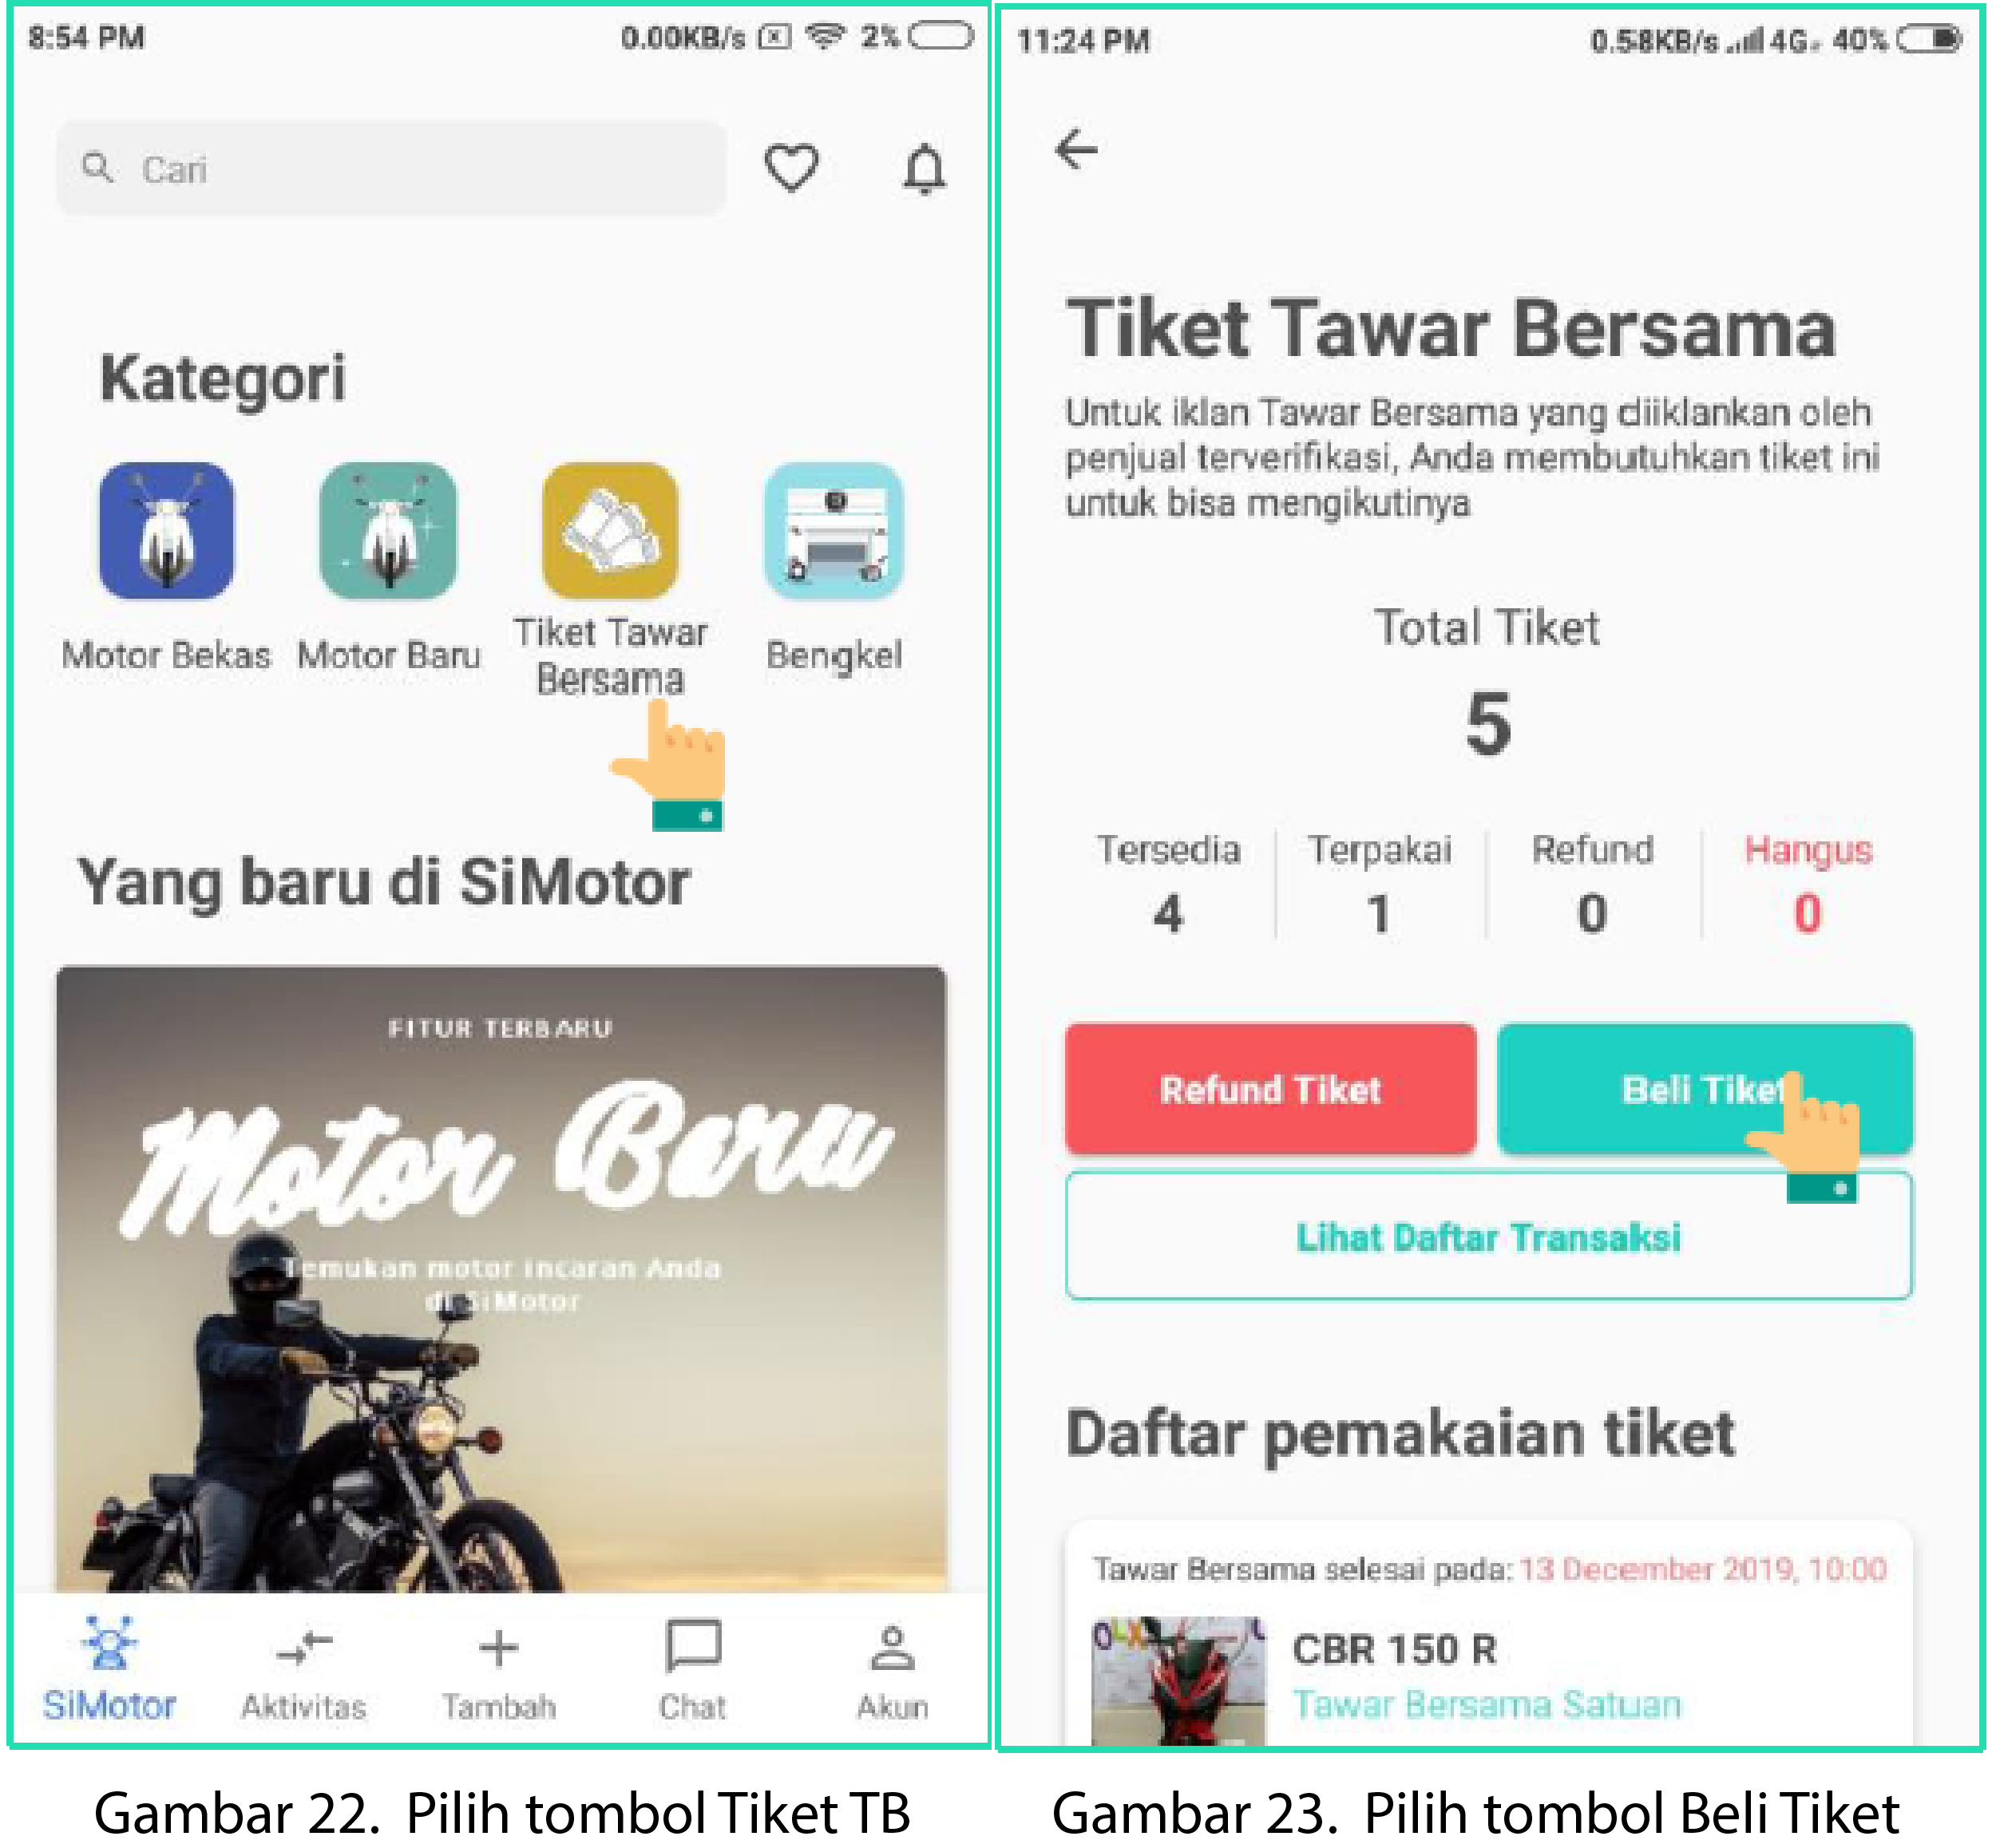 8:54 PM
0.00KB/s 2%
Cari
Kategori
Motor Bekas
Motor Baru
Tiket Tawar
Bersama
Bengkel
Yang baru di SiMotor
FITUR TERBARU
Motor Baru
Temukan motor incaran Anda
di SiMotor
SiMotor
Aktivitas
Tambah
Chat
Akun
Gambar 22. Pilih tombol Tiket TB
11:24 PM
0.58KB/s 4G 40%
Tiket Tawar Bersama
Untuk iklan Tawar Bersama yang diiklankan oleh
penjual terverifikasi, Anda membutuhkan tiket ini
untuk bisa mengikutinya
Total Tiket
5
Tersedia Terpakai Refund Hangus
4 1 0 0
Refund Tiket
Beli Tiket
Lihat Daftar Transaksi
Daftar pemakaian tiket
Tawar Bersama selesai pada: 13 December 2019, 10:00
OLX
CBR 150 R
Tawar Bersama Satuan
Gambar 23. Pilih tombol Beli Tiket